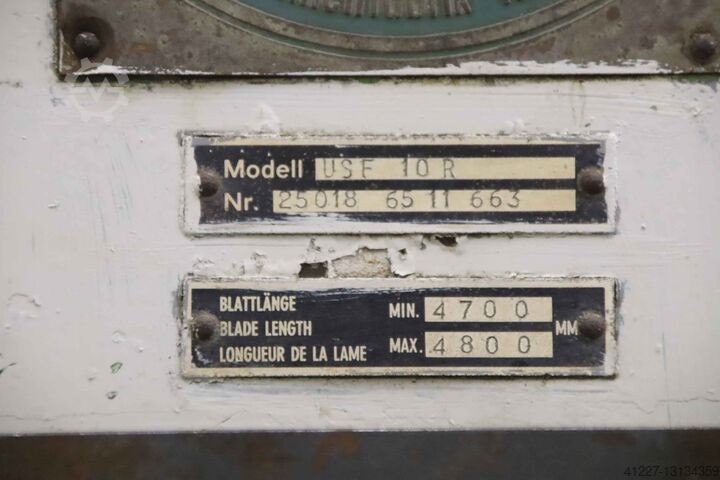 Modell USF 10 R
Nr. 25018 65 11 663
BLATTLÄNGE
BLADE LENGTH
LONGUEUR DE LA LAME
MIN. 4700
MM
MAX. 4800
41227-13134359